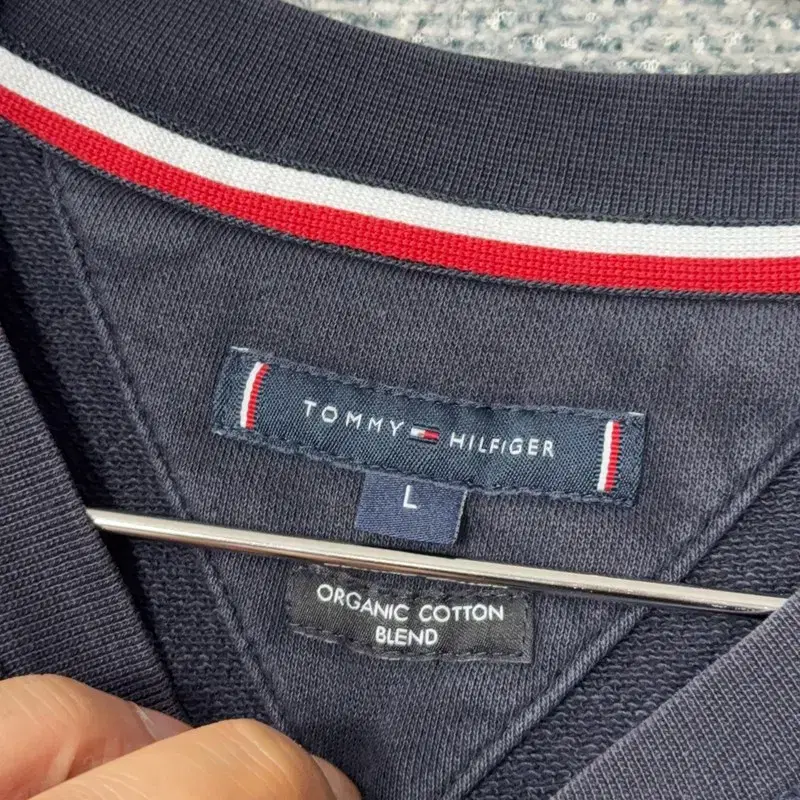 TOMMY HILFIGER
L
ORGANIC COTTON
BLEND